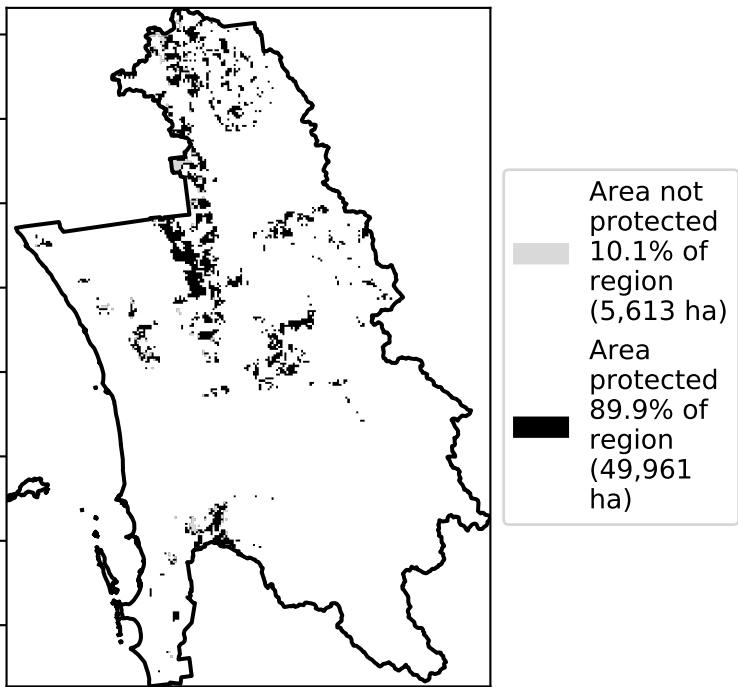 Area not
protected
10.1% of
region
(5,613 ha)
Area
protected
89.9% of
region
(49,961
ha)